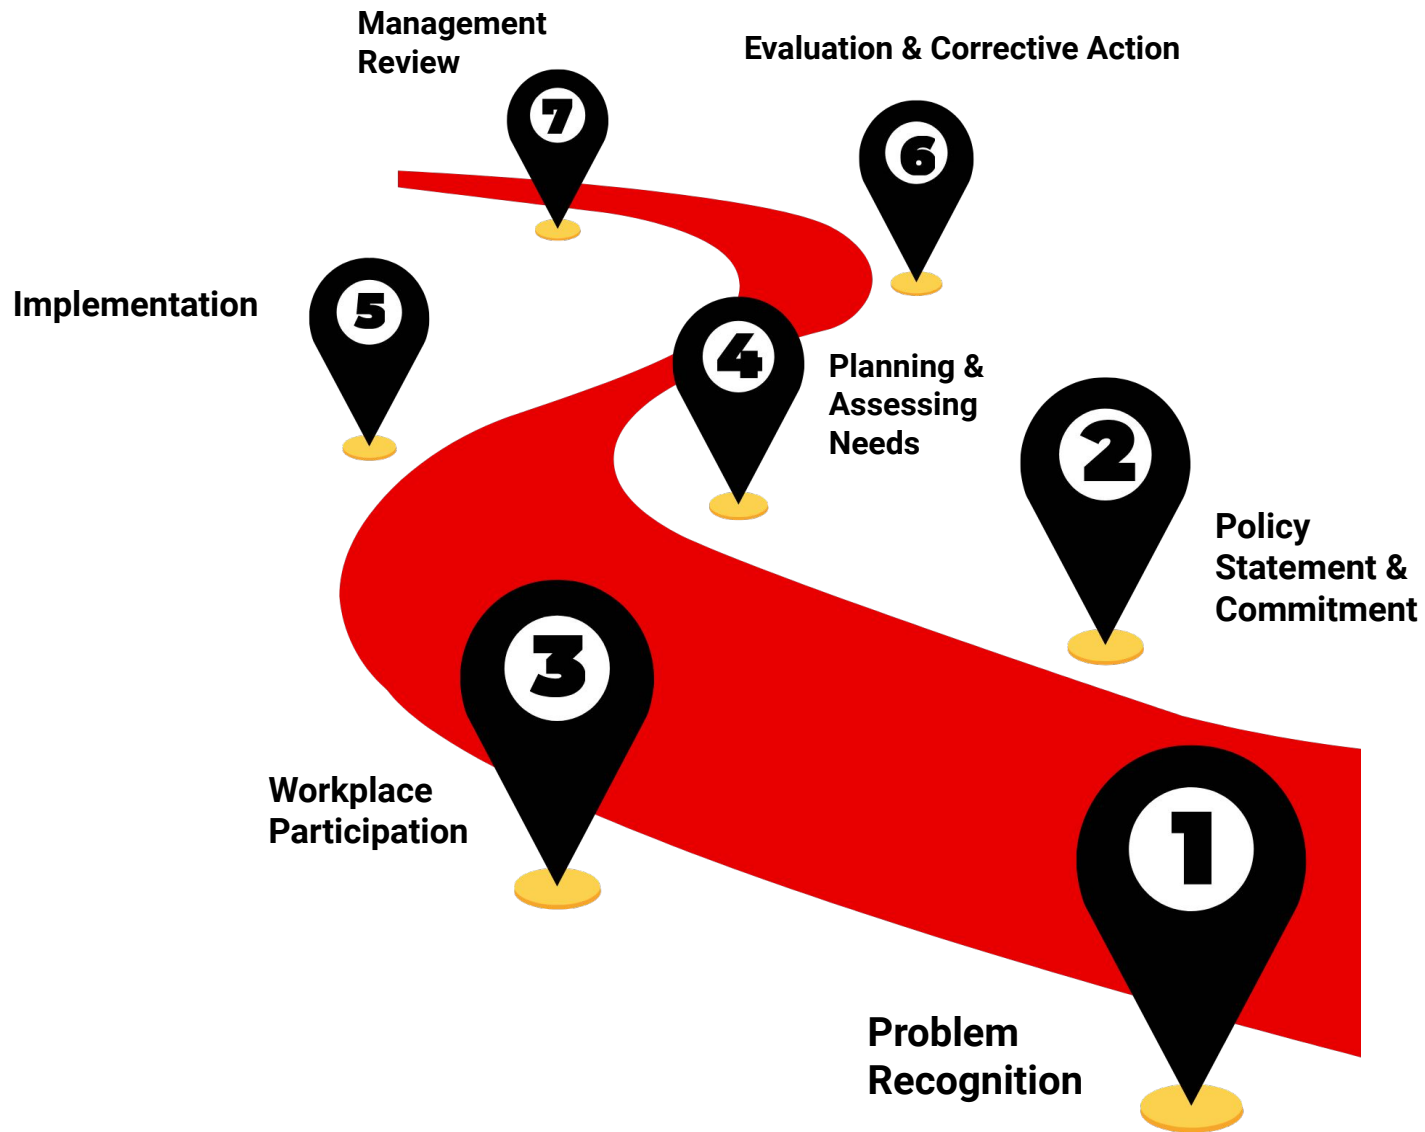 Management
Review
Evaluation & Corrective Action
7
6
Implementation
5
4
Planning &
Assessing
Needs
2
Policy
Statement &
Commitment
3
Workplace
Participation
1
Problem
Recognition